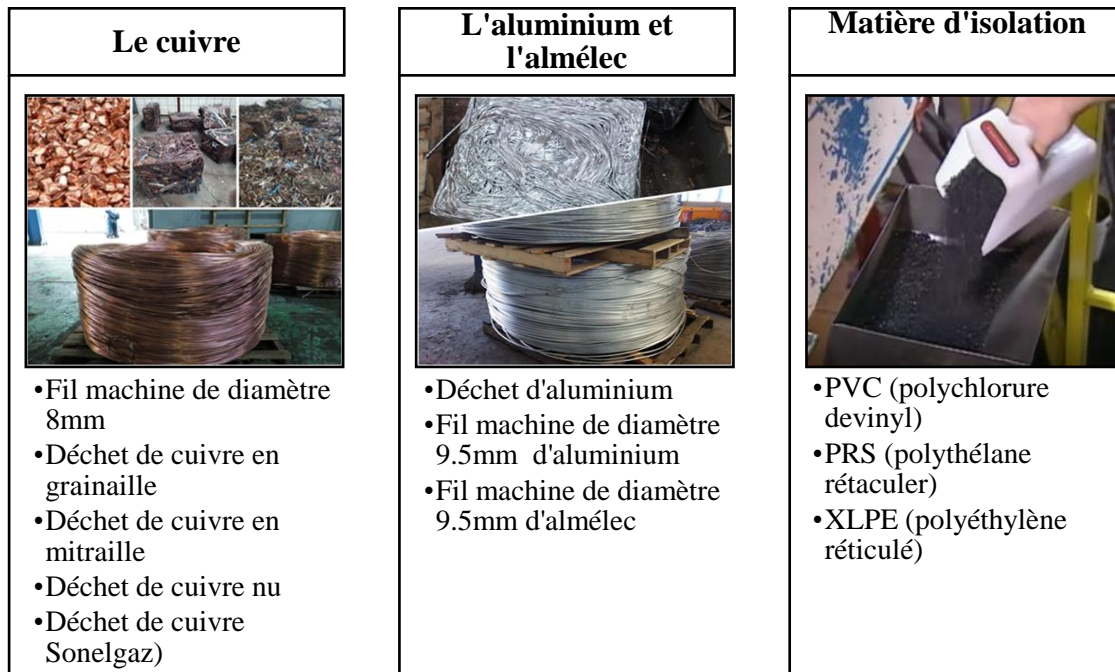 Le cuivre
•Fil machine de diamètre
8mm
•Déchet de cuivre en
grainaille
•Déchet de cuivre en
mitraille
•Déchet de cuivre nu
•Déchet de cuivre
Sonelgaz)
L'aluminium et
l'almélec
•Déchet d'aluminium
•Fil machine de diamètre
9.5mm  d'aluminium
•Fil machine de diamètre
9.5mm d'almélec
Matière d'isolation
•PVC (polychlorure
devinyl)
•PRS (polythélane
rétaculer)
•XLPE (polyéthylène
réticulé)